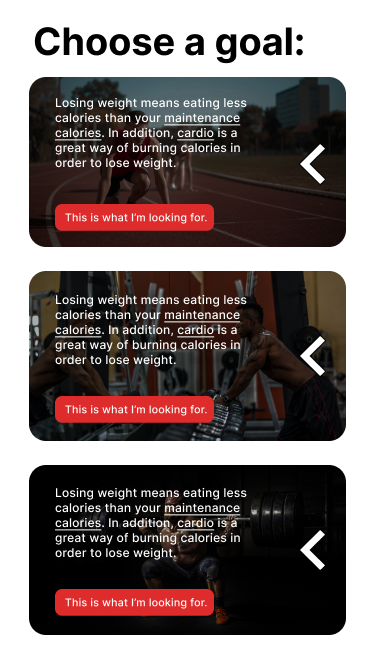 Choose a goal:
Losing weight means eating less
calories than your maintenance
calories. In addition, cardio is a
great way of burning calories in
order to lose weight.
This is what I'm looking for.
Losing weight means eating less
calories than your maintenance
calories. In addition, cardio is a
great way of burning calories in
order to lose weight.
This is what I'm looking for.
Losing weight means eating less
calories than your maintenance
calories. In addition, cardio is a
great way of burning calories in
order to lose weight.
This is what I'm looking for.